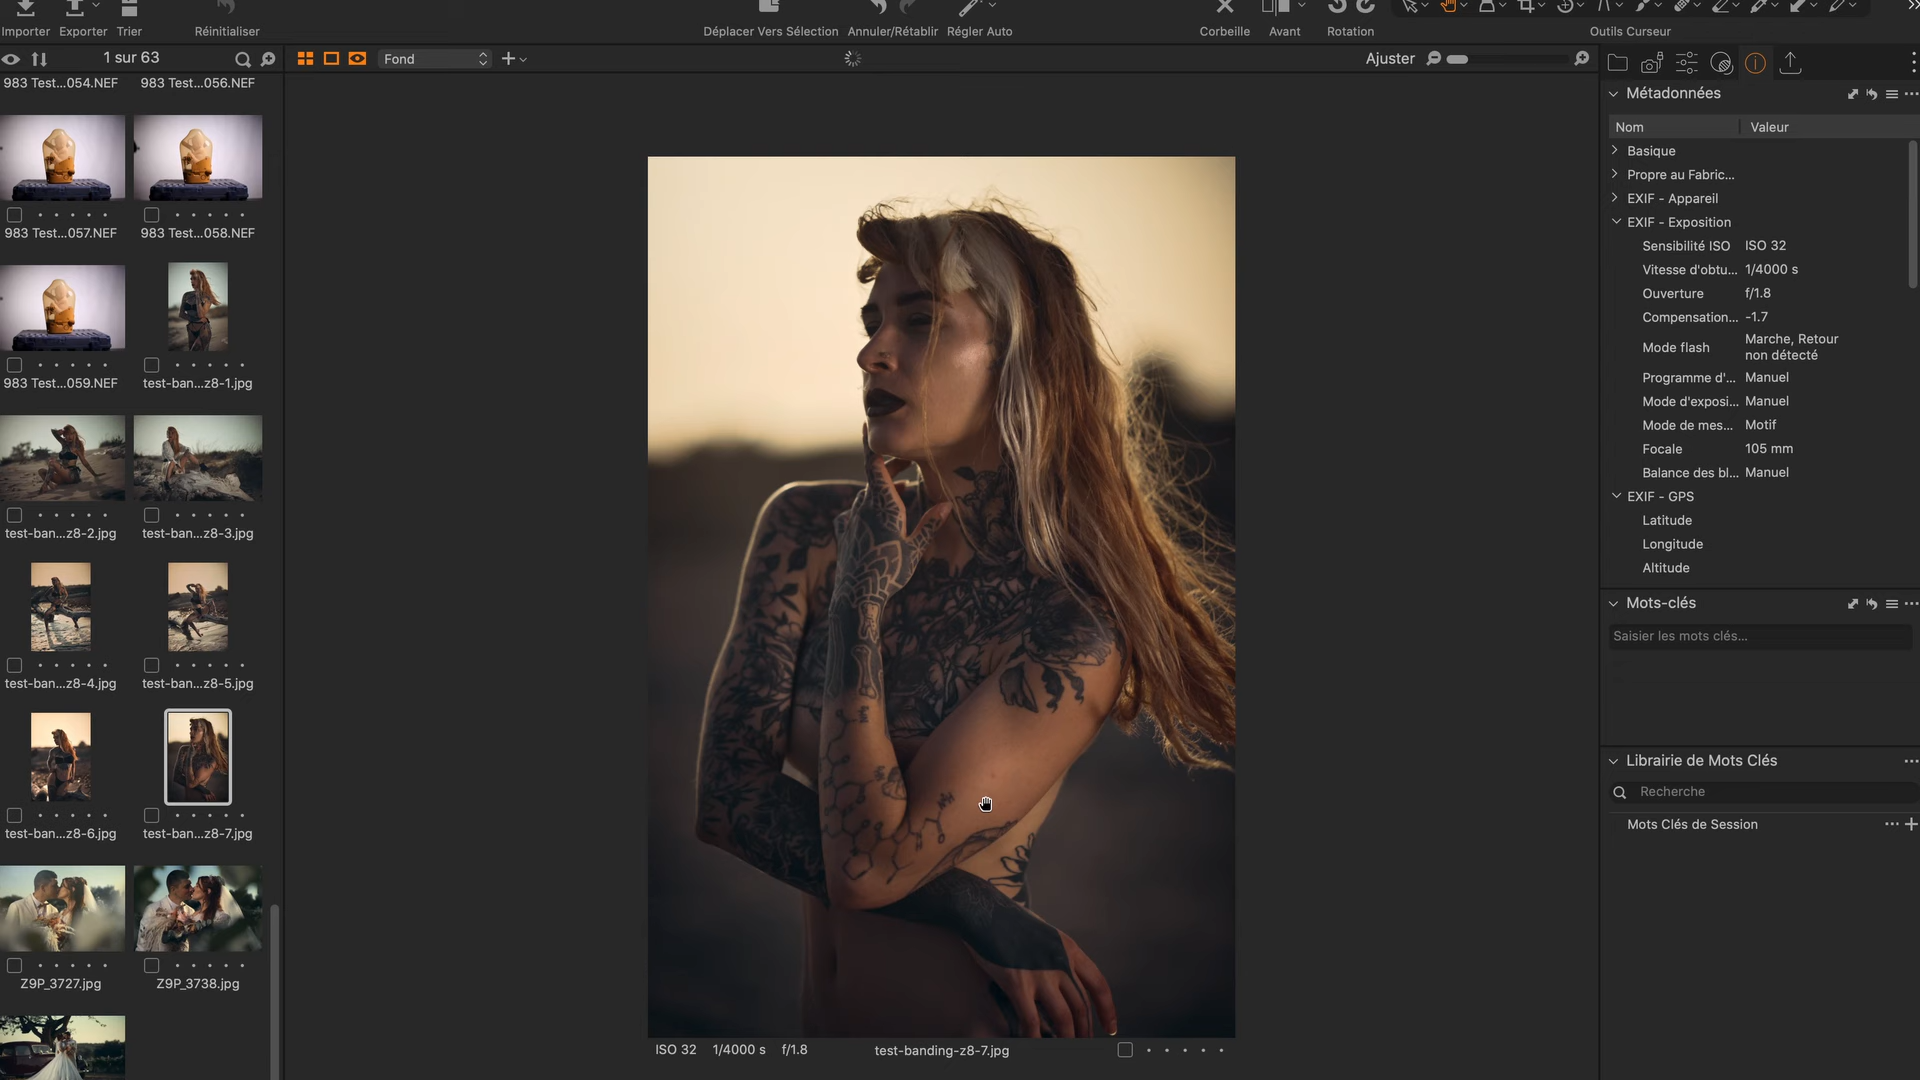 Importer Exporter Trier Réinitialiser Déplacer Vers Sélection Annuler/Rétablir Régler Auto Corbeille Avant Rotation Outils Curseur
1 sur 63 Fond Ajuster
983 Test...054.NEF 983 Test...056.NEF
983 Test...057.NEF 983 Test...058.NEF
983 Test...059.NEF test-ban...z8-1.jpg
test-ban...z8-2.jpg test-ban...z8-3.jpg
test-ban...z8-4.jpg test-ban...z8-5.jpg
test-ban...z8-6.jpg test-ban...z8-7.jpg
Z9P_3727.jpg Z9P_3738.jpg
ISO 32 1/4000 s f/1.8 test-banding-z8-7.jpg
Métadonnées
Nom Valeur
Basique
Propre au Fabric...
EXIF - Appareil
EXIF - Exposition
Sensibilité ISO ISO 32
Vitesse d'obtu... 1/4000 s
Ouverture f/1.8
Compensation... -1.7
Mode flash Marche, Retour
non détecté
Programme d'... Manuel
Mode d'exposi... Manuel
Mode de mes... Motif
Focale 105 mm
Balance des bl... Manuel
EXIF - GPS
Latitude
Longitude
Altitude
Mots-clés
Saisier les mots clés...
Librairie de Mots Clés
Recherche
Mots Clés de Session